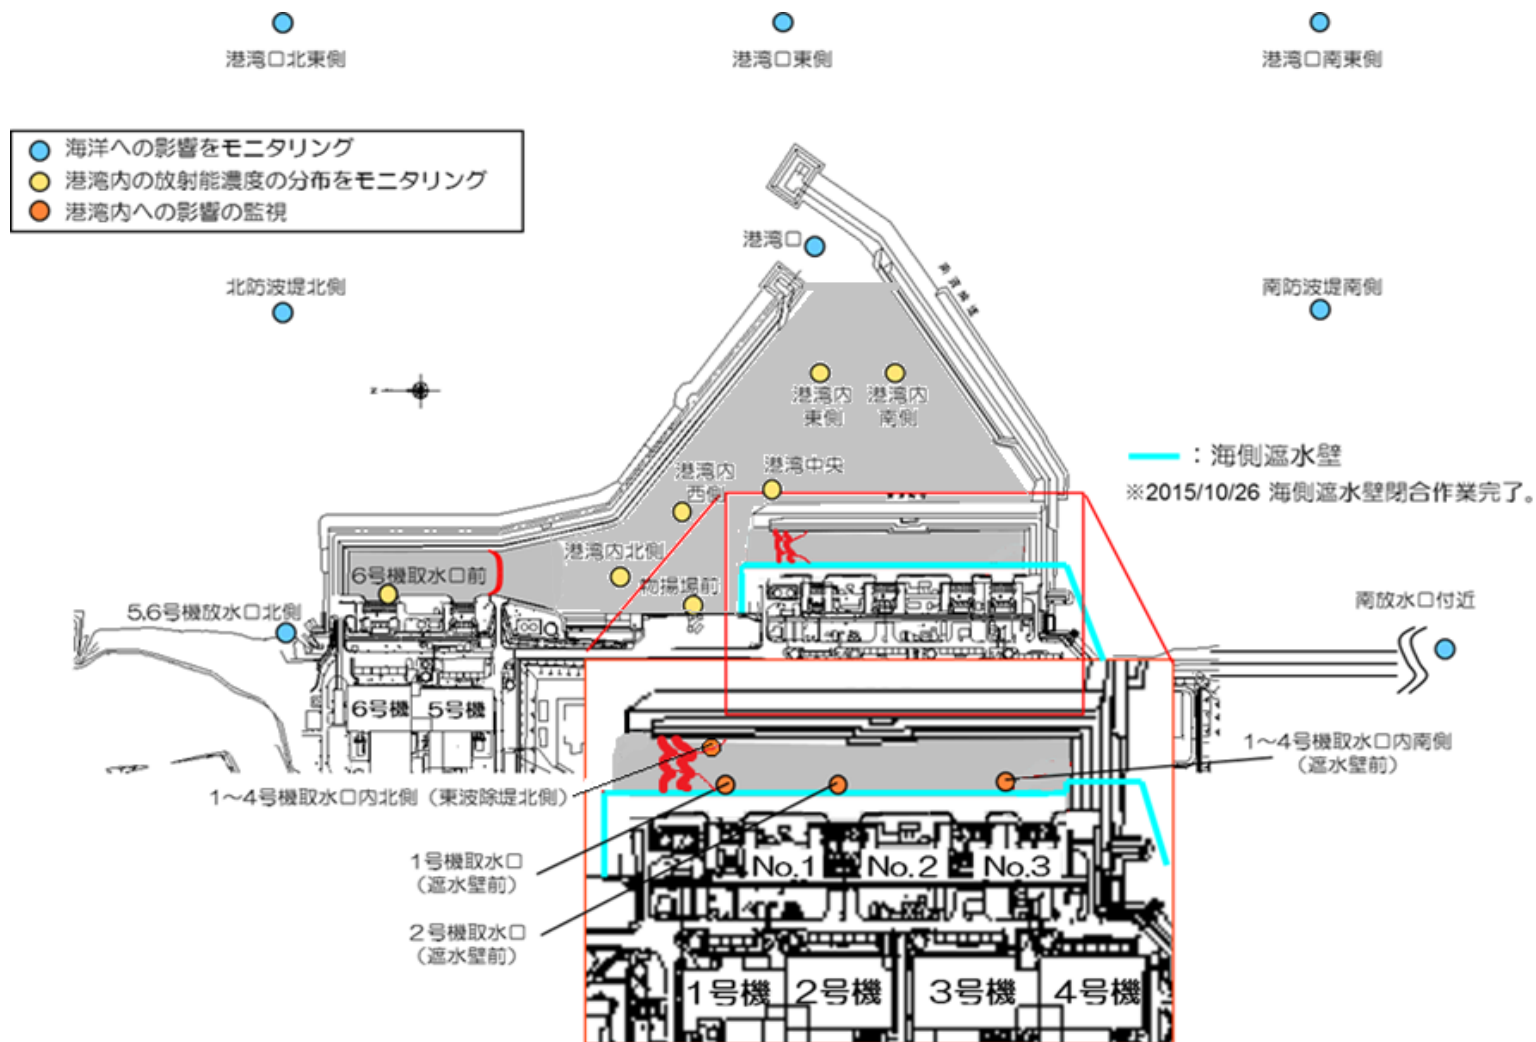 港湾口北東側
港湾口東側
港湾口南東側
海洋への影響をモニタリング
港湾内の放射能濃度の分布をモニタリング
港湾内への影響の監視
港湾口
北防波堤北側
南防波堤南側
南防波堤
N
港湾内
東側
港湾内
南側
：海側遮水壁
※2015/10/26 海側遮水壁閉合作業完了。
港湾内
西側
港湾中央
港湾内北側
物揚場前
6号機取水口前
5,6号機放水口北側
南放水口付近
6号機
5号機
1～4号機取水口内南側
（遮水壁前）
1～4号機取水口内北側（東波除堤北側）
1号機取水口
（遮水壁前）
2号機取水口
（遮水壁前）
No.1
No.2
No.3
1号機
2号機
3号機
4号機